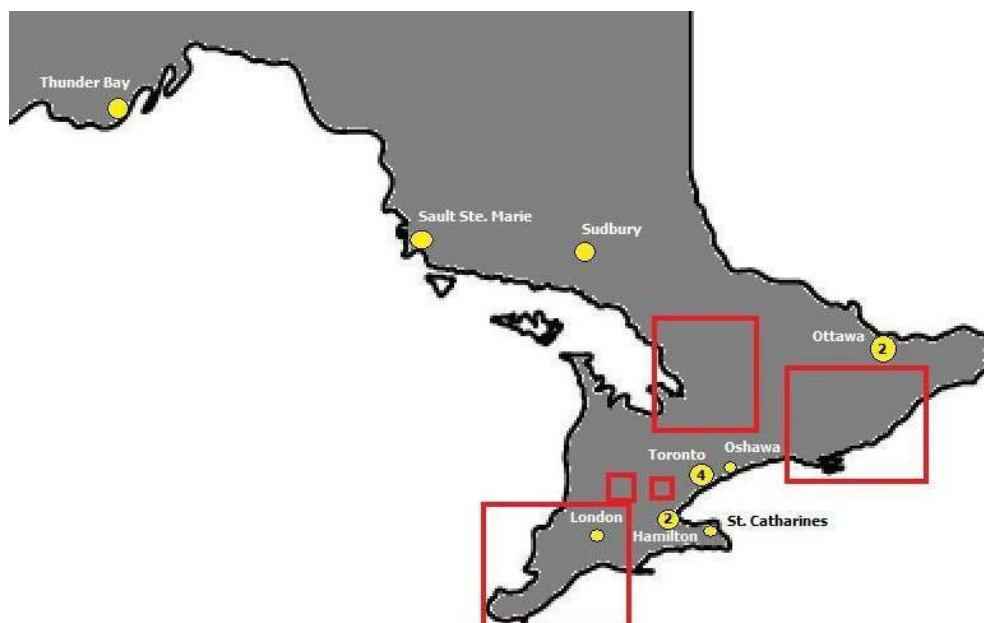 Thunder Bay
Sault Ste. Marie
Sudbury
Ottawa
2
Toronto
Oshawa
4
London
2
St. Catharines
Hamilton